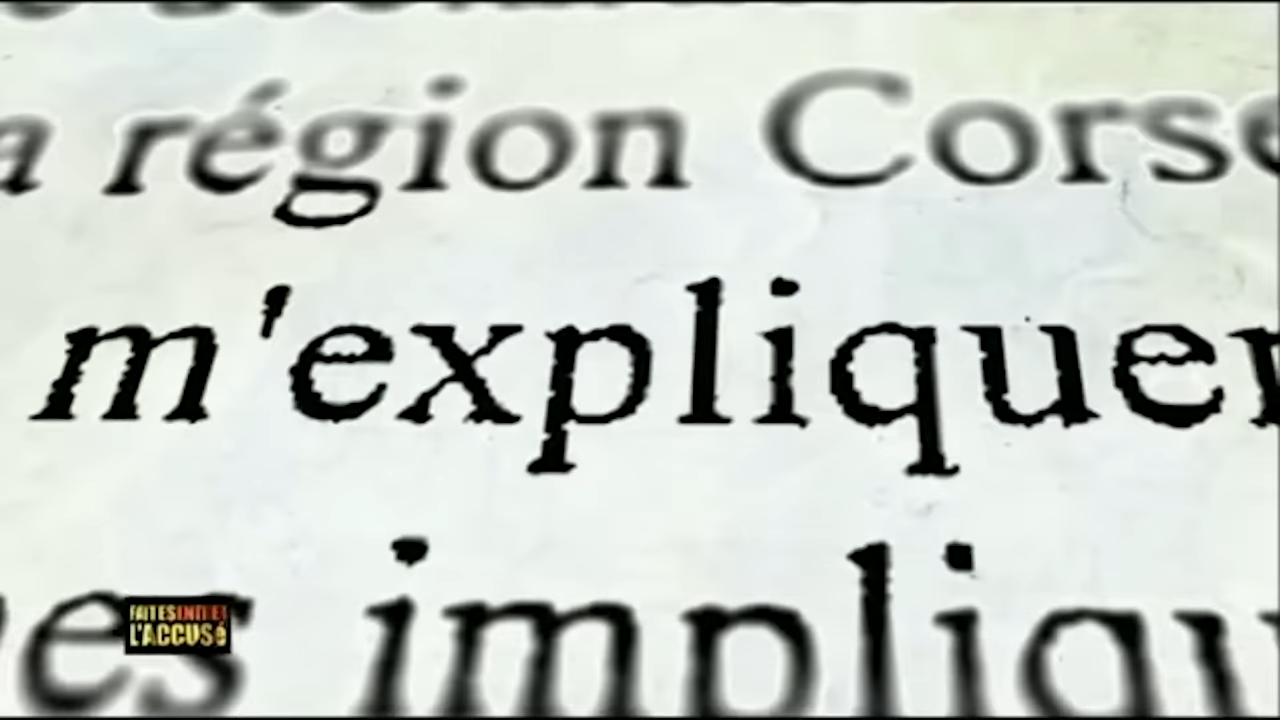 a région Corse
m'expliquer
es impliqu
FAITES ENTRER
L'ACCUSÉ